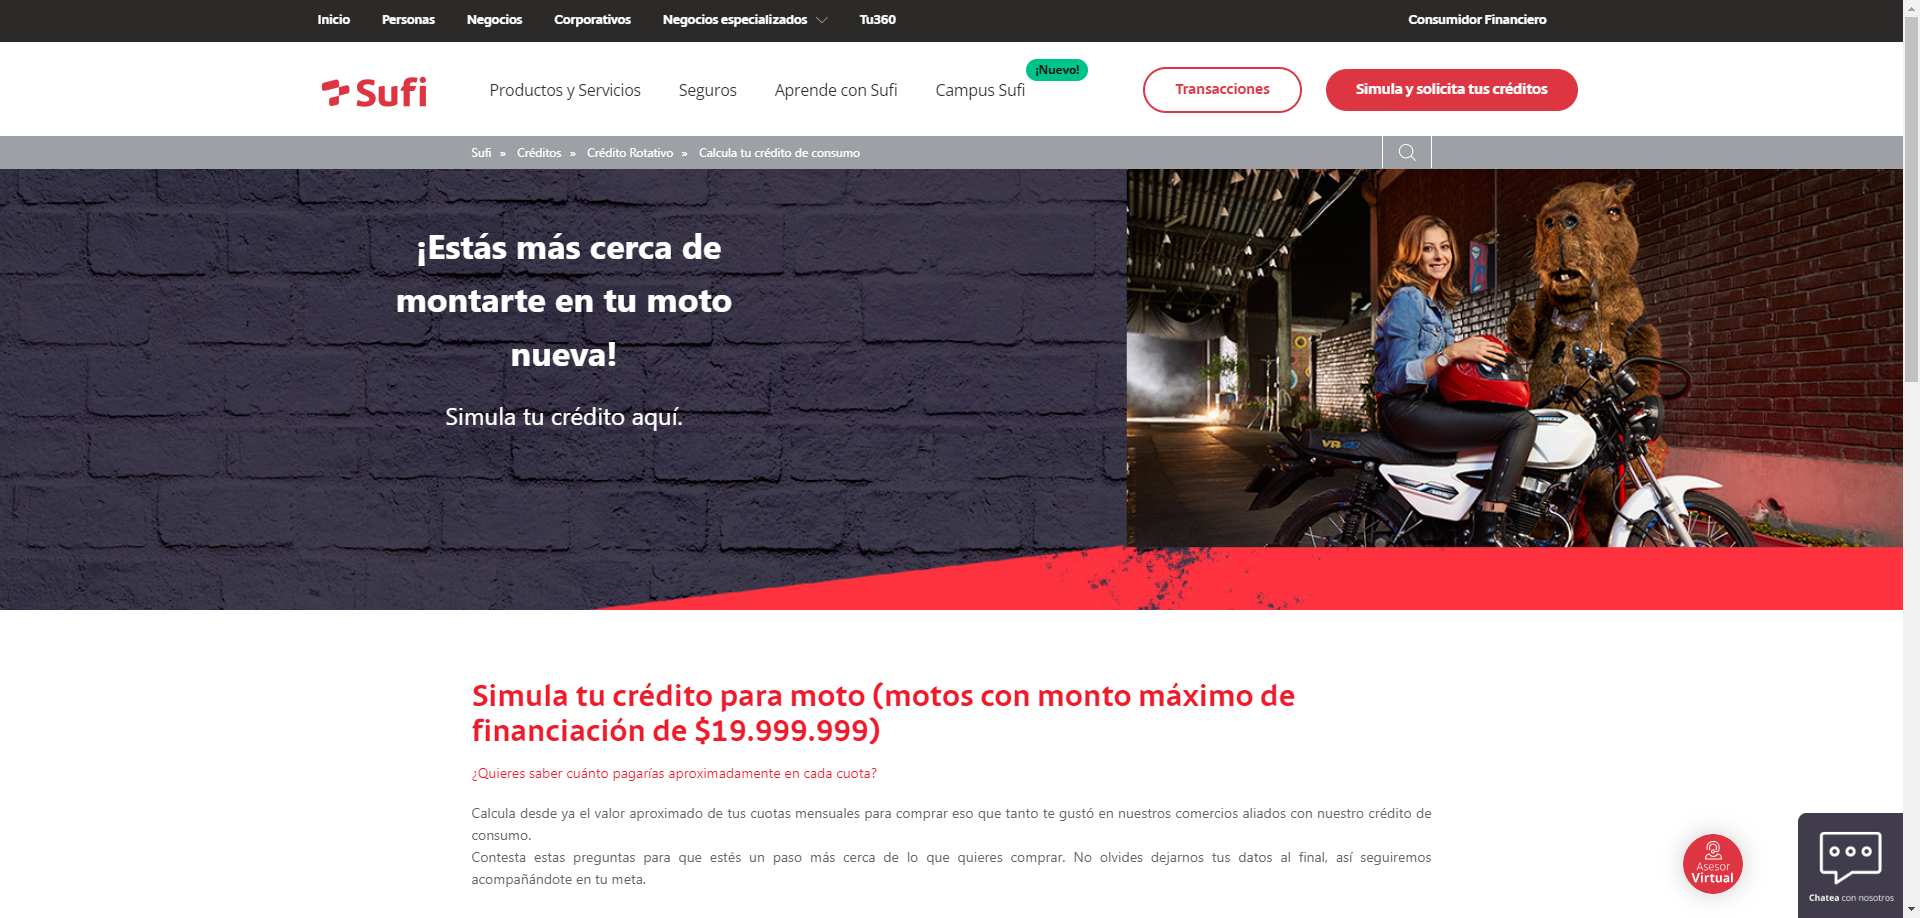 Inicio Personas Negocios Corporativos Negocios especializados Tu360 Consumidor Financiero
¡Nuevo!
Sufi Productos y Servicios Seguros Aprende con Sufi Campus Sufi Transacciones Simula y solicita tus créditos
Sufi » Créditos » Crédito Rotativo » Calcula tu crédito de consumo
¡Estás más cerca de
montarte en tu moto
nueva!
Simula tu crédito aquí.
Simula tu crédito para moto (motos con monto máximo de
financiación de $19.999.999)
¿Quieres saber cuánto pagarías aproximadamente en cada cuota?
Calcula desde ya el valor aproximado de tus cuotas mensuales para comprar eso que tanto te gustó en nuestros comercios aliados con nuestro crédito de
consumo.
Contesta estas preguntas para que estés un paso más cerca de lo que quieres comprar. No olvides dejarnos tus datos al final, así seguiremos
acompañándote en tu meta.
Asesor
Virtual
Chatea con nosotros